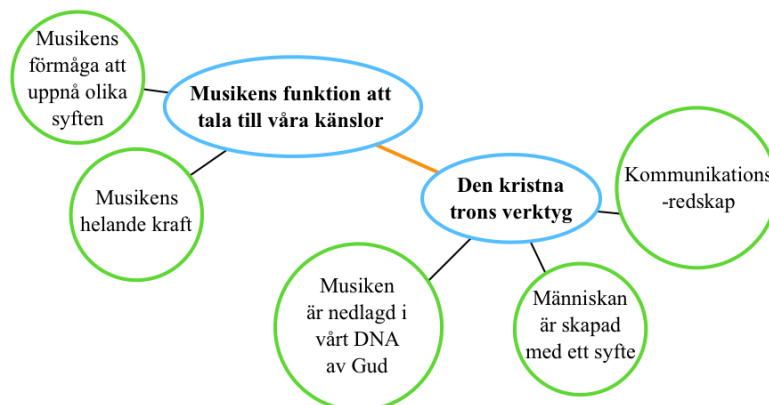 Musikens
förmåga att
uppnå olika
syften
Musikens funktion att
tala till våra känslor
Musikens
helande kraft
Den kristna
trons verktyg
Kommunikations
-redskap
Musiken
är nedlagd i
vårt DNA
av Gud
Människan
är skapad
med ett syfte